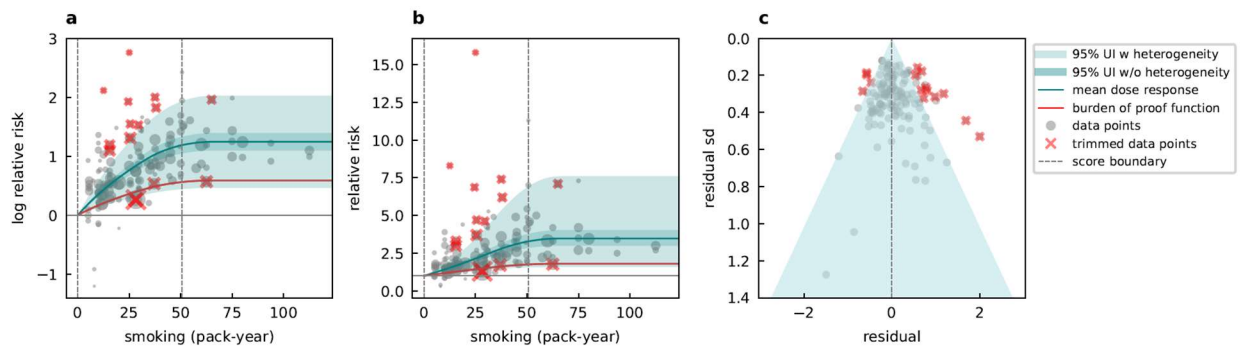 a
3
2
1
0
−1
log relative risk
0
25
50
75
100
smoking (pack-year)
b
15.0
12.5
10.0
7.5
5.0
2.5
0.0
relative risk
0
25
50
75
100
smoking (pack-year)
c
0.0
0.2
0.4
0.6
0.8
1.0
1.2
1.4
residual sd
−2
0
2
residual
95% UI w heterogeneity
95% UI w/o heterogeneity
mean dose response
burden of proof function
data points
trimmed data points
score boundary